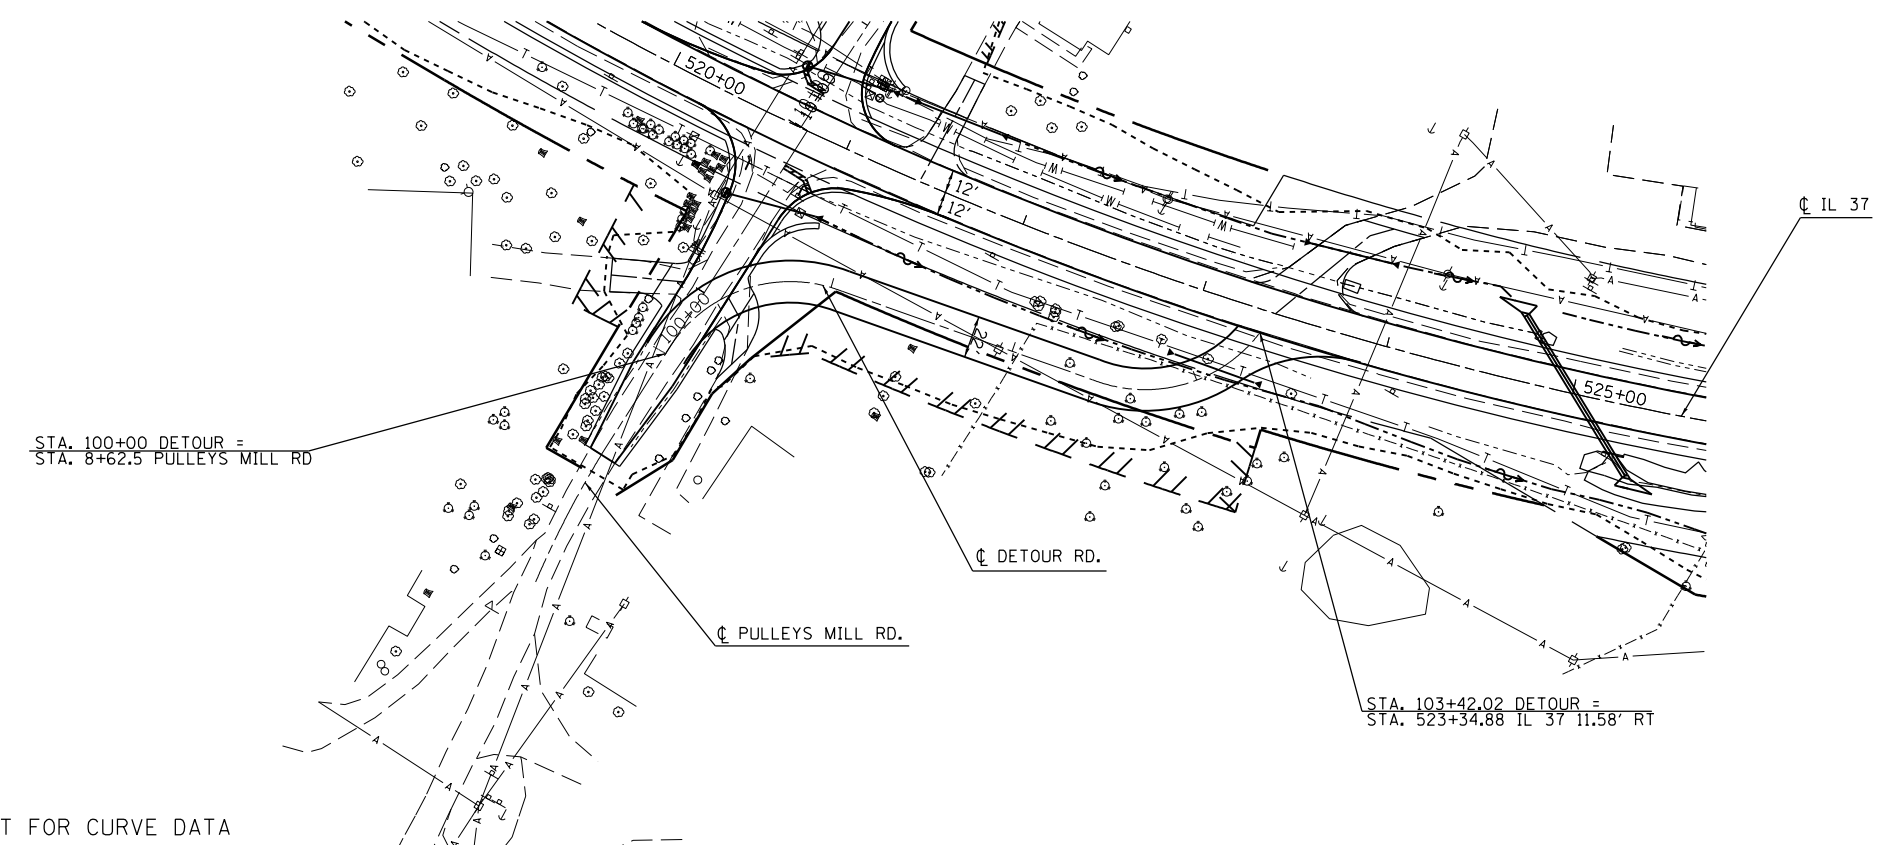 520+00
12'
12'
℄ IL 37
100+00
22'
525+00
STA. 100+00 DETOUR =
STA. 8+62.5 PULLEYS MILL RD
℄ DETOUR RD.
℄ PULLEYS MILL RD.
STA. 103+42.02 DETOUR =
STA. 523+34.88 IL 37 11.58' RT
T FOR CURVE DATA